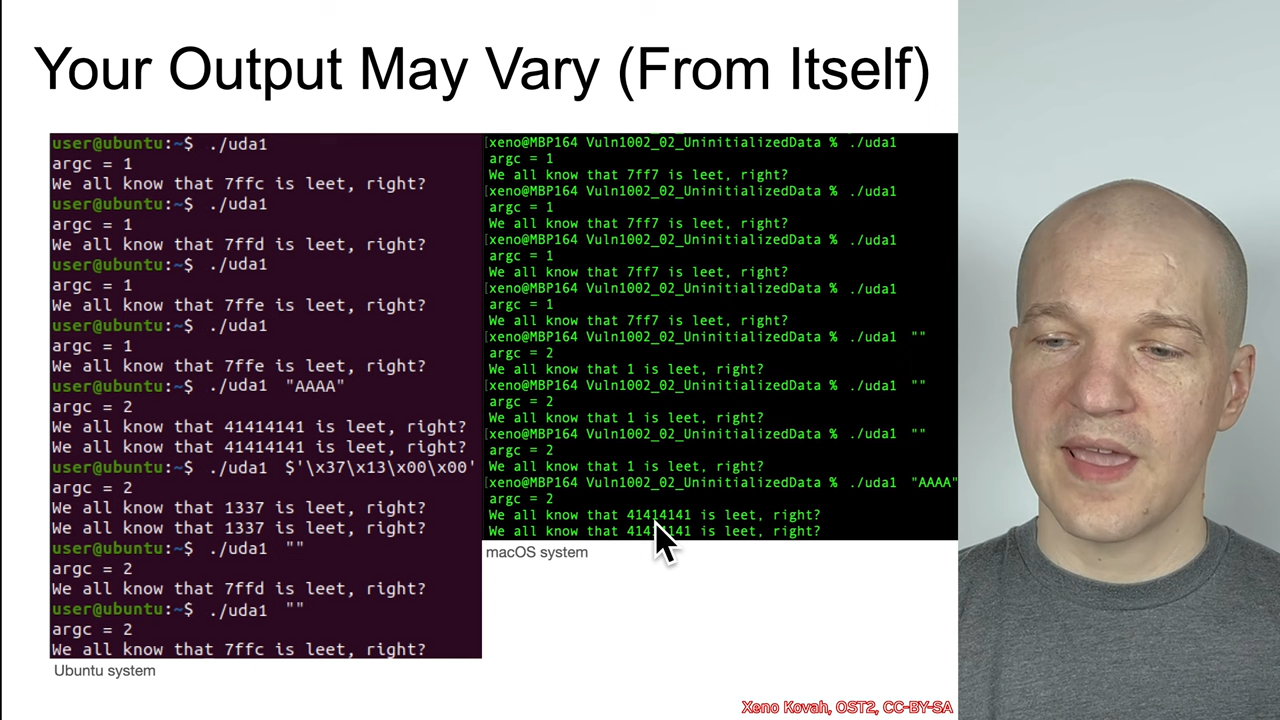 Your Output May Vary (From Itself)
user@ubuntu:~$ ./uda1
argc = 1
We all know that 7ffc is leet, right?
user@ubuntu:~$ ./uda1
argc = 1
We all know that 7ffd is leet, right?
user@ubuntu:~$ ./uda1
argc = 1
We all know that 7ffe is leet, right?
user@ubuntu:~$ ./uda1
argc = 1
We all know that 7ffe is leet, right?
user@ubuntu:~$ ./uda1 "AAAA"
argc = 2
We all know that 41414141 is leet, right?
We all know that 41414141 is leet, right?
user@ubuntu:~$ ./uda1 $'\x37\x13\x00\x00'
argc = 2
We all know that 1337 is leet, right?
We all know that 1337 is leet, right?
user@ubuntu:~$ ./uda1 ""
argc = 2
We all know that 7ffd is leet, right?
user@ubuntu:~$ ./uda1 ""
argc = 2
We all know that 7ffc is leet, right?
Ubuntu system
[xeno@MBP164 Vuln1002_02_UninitializedData % ./uda1
argc = 1
We all know that 7ff7 is leet, right?
[xeno@MBP164 Vuln1002_02_UninitializedData % ./uda1
argc = 1
We all know that 7ff7 is leet, right?
[xeno@MBP164 Vuln1002_02_UninitializedData % ./uda1
argc = 1
We all know that 7ff7 is leet, right?
[xeno@MBP164 Vuln1002_02_UninitializedData % ./uda1
argc = 1
We all know that 7ff7 is leet, right?
[xeno@MBP164 Vuln1002_02_UninitializedData % ./uda1 ""
argc = 2
We all know that 1 is leet, right?
[xeno@MBP164 Vuln1002_02_UninitializedData % ./uda1 ""
argc = 2
We all know that 1 is leet, right?
[xeno@MBP164 Vuln1002_02_UninitializedData % ./uda1 ""
argc = 2
We all know that 1 is leet, right?
[xeno@MBP164 Vuln1002_02_UninitializedData % ./uda1 "AAAA"
argc = 2
We all know that 41414141 is leet, right?
We all know that 41414141 is leet, right?
macOS system
Xeno Kovah, OST2, CC-BY-SA